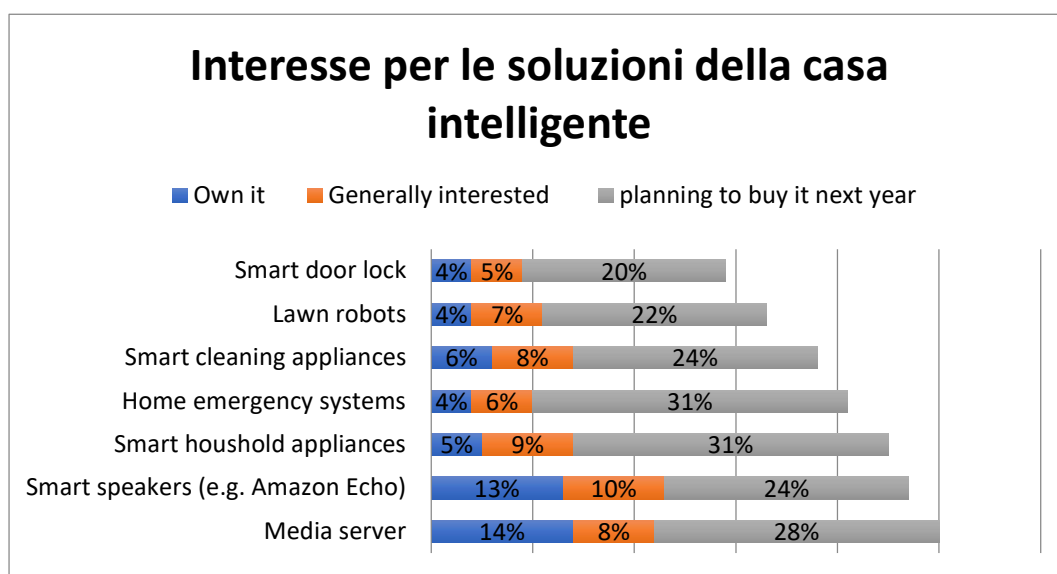 Interesse per le soluzioni della casa
intelligente
Own it Generally interested planning to buy it next year
Smart door lock 4% 5% 20%
Lawn robots 4% 7% 22%
Smart cleaning appliances 6% 8% 24%
Home emergency systems 4% 6% 31%
Smart houshold appliances 5% 9% 31%
Smart speakers (e.g. Amazon Echo) 13% 10% 24%
Media server 14% 8% 28%